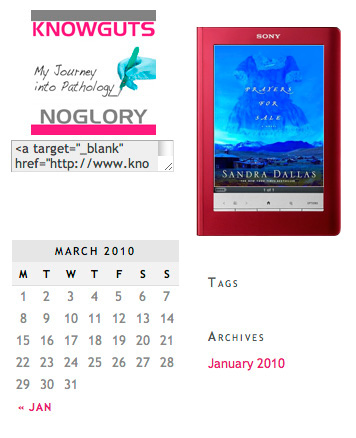 KNOWGUTS
My Journey
into Pathology
NOGLORY
<a target="_blank"
href="http://www.kno
MARCH 2010
M T W T F S S
1 2 3 4 5 6 7
8 9 10 11 12 13 14
15 16 17 18 19 20 21
22 23 24 25 26 27 28
29 30 31
« JAN
SONY
PRAYERS
FOR
SALE
SANDRA DALLAS
1 of 1
OPTIONS
TAGS
ARCHIVES
January 2010